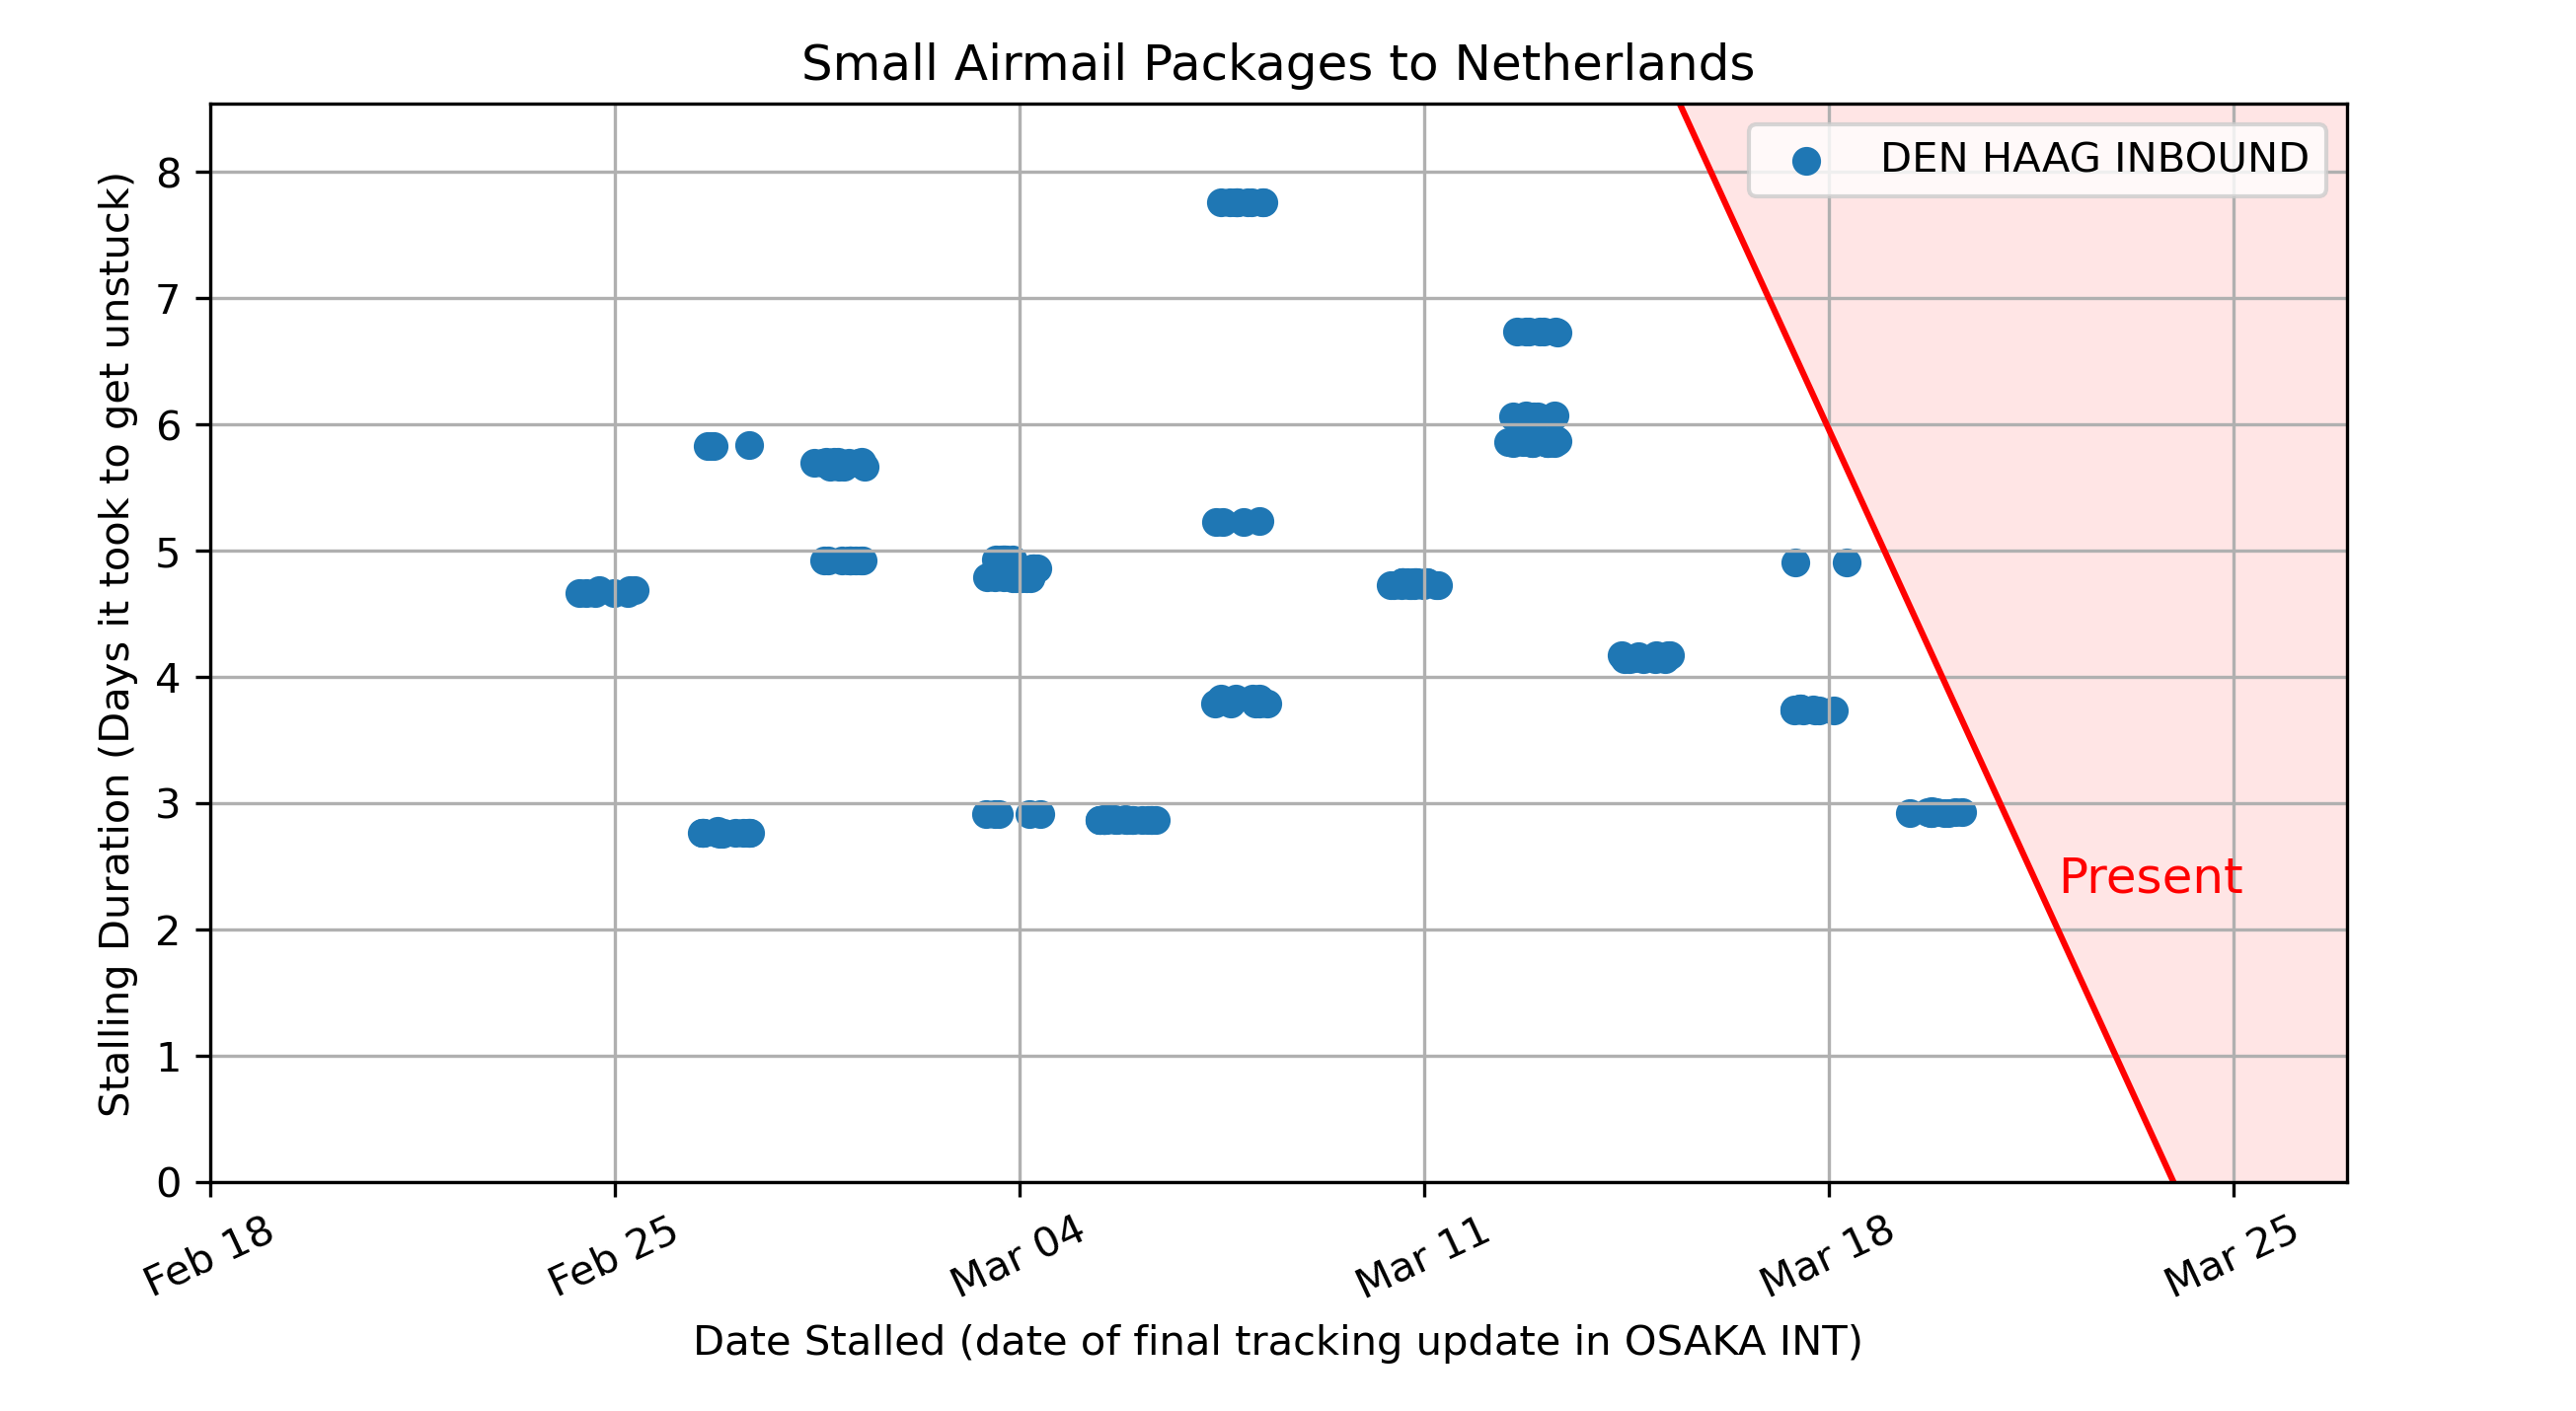 Small Airmail Packages to Netherlands
DEN HAAG INBOUND
Stalling Duration (Days it took to get unstuck)
8
7
6
5
4
3
2
1
0
Present
Feb 18
Feb 25
Mar 04
Mar 11
Mar 18
Mar 25
Date Stalled (date of final tracking update in OSAKA INT)